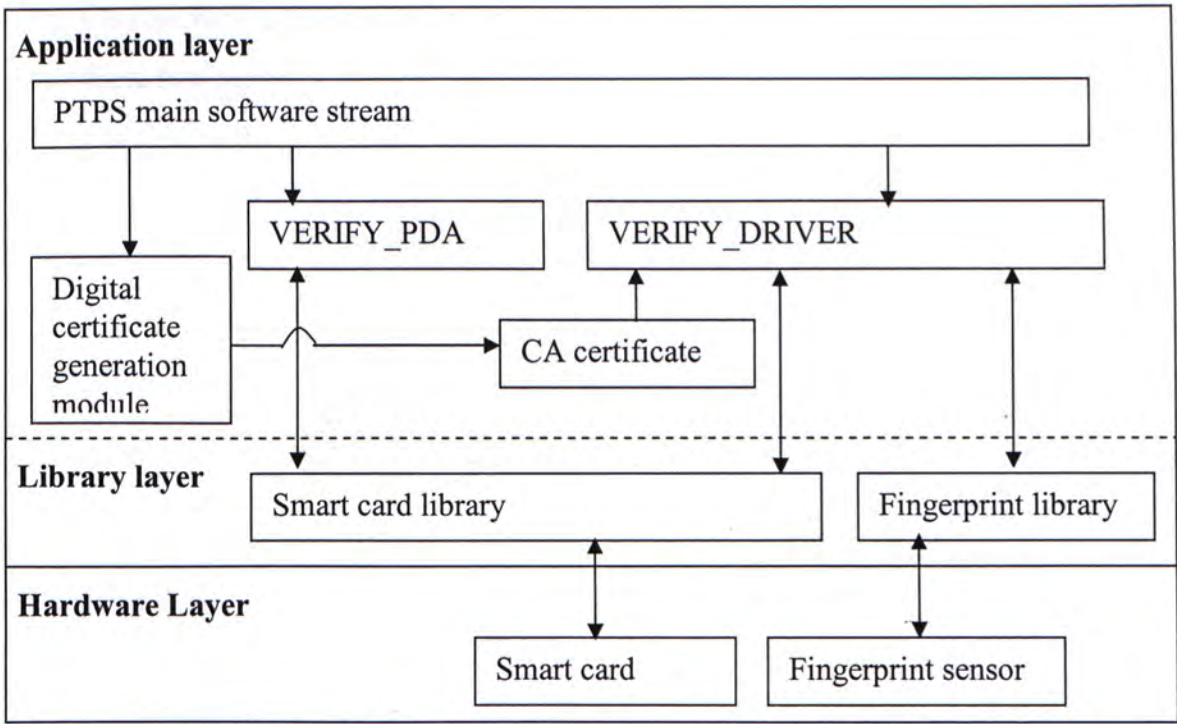 Application layer
PTPS main software stream
VERIFY_PDA
VERIFY_DRIVER
Digital
certificate
generation
module
CA certificate
Library layer
Smart card library
Fingerprint library
Hardware Layer
Smart card
Fingerprint sensor